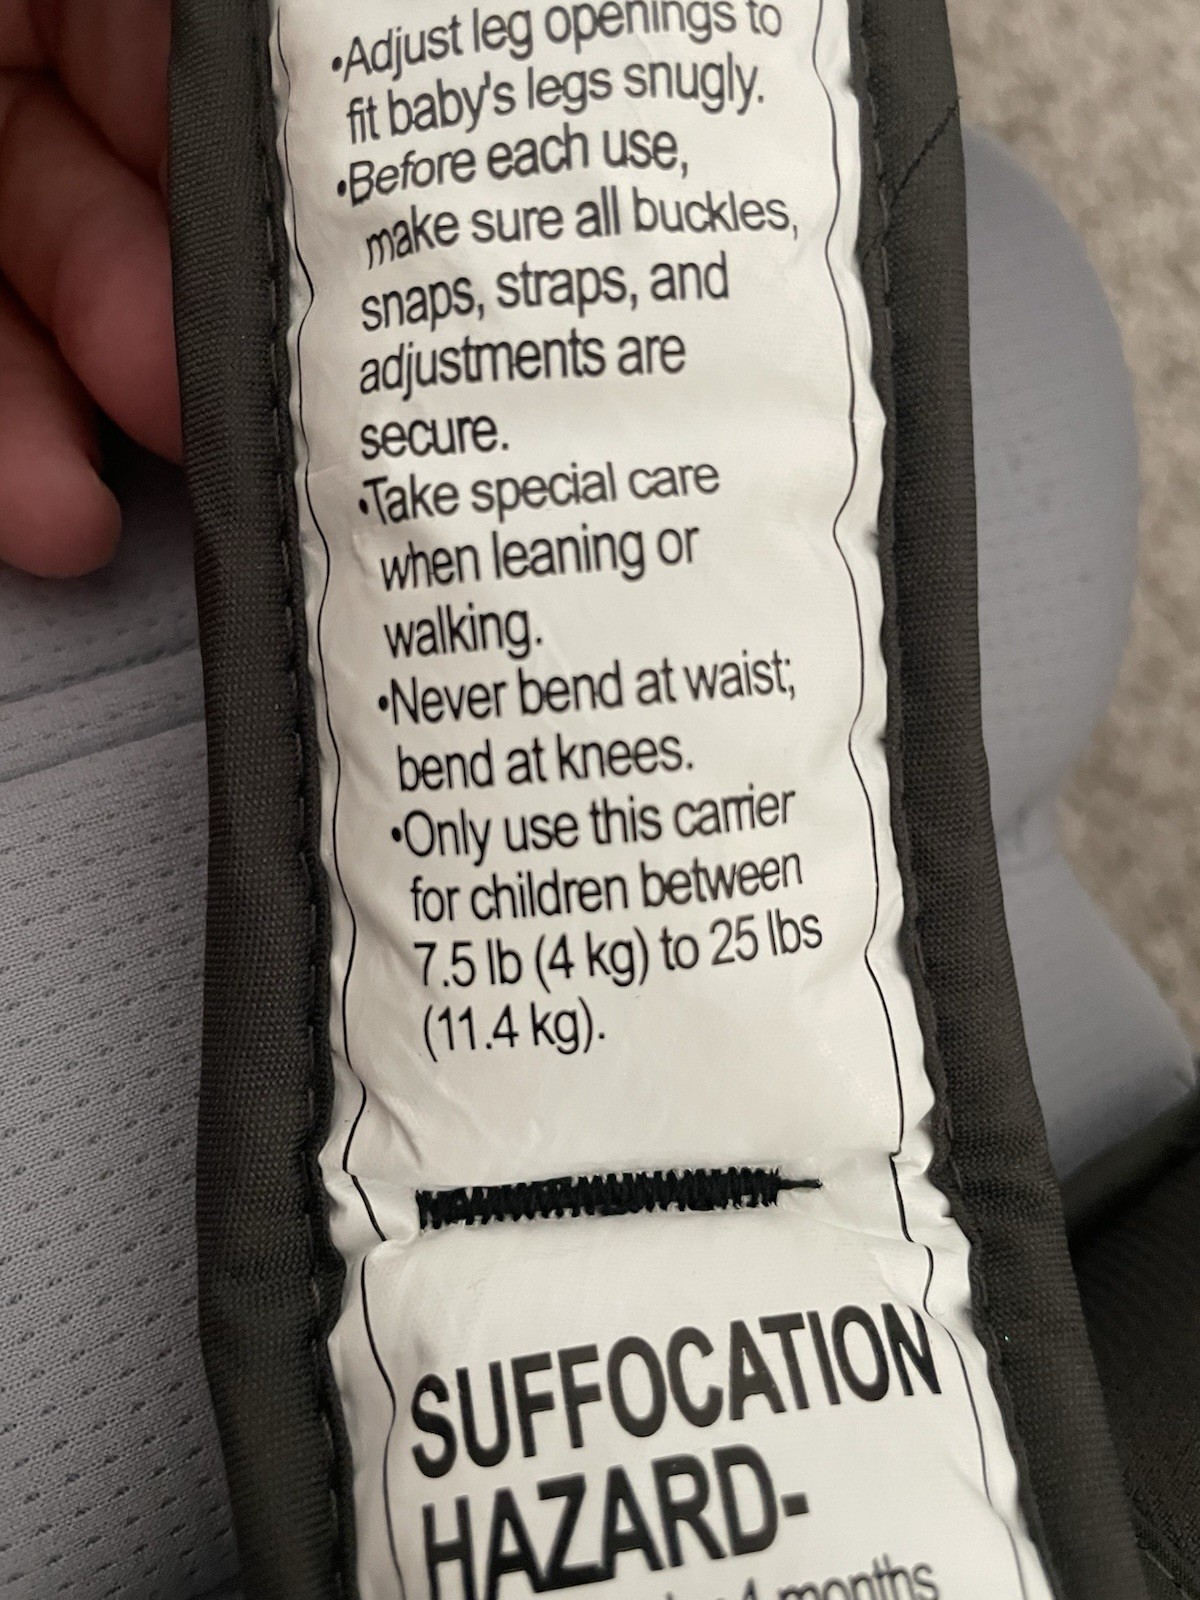 •Adjust leg openings to
fit baby's legs snugly.
•Before each use,
make sure all buckles,
snaps, straps, and
adjustments are
secure.
•Take special care
when leaning or
walking.
•Never bend at waist;
bend at knees.
•Only use this carrier
for children between
7.5 lb (4 kg) to 25 lbs
(11.4 kg).
SUFFOCATION
HAZARD-
4 months